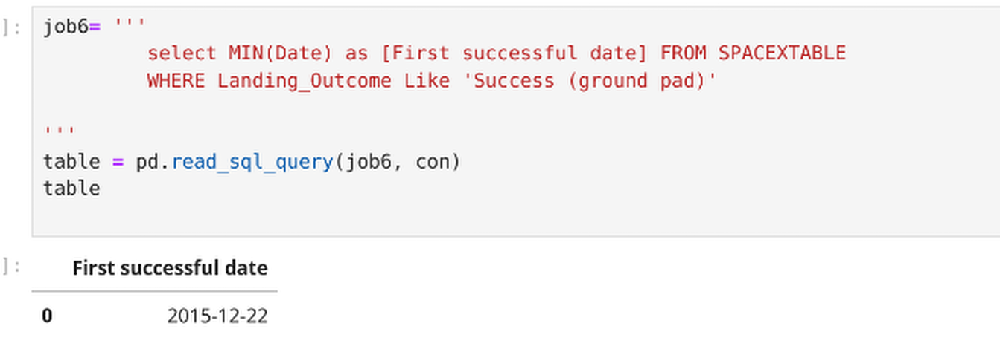 ]: job6= '''
select MIN(Date) as [First successful date] FROM SPACEXTABLE
WHERE Landing_Outcome Like 'Success (ground pad)'
'''
table = pd.read_sql_query(job6, con)
table
]: First successful date
0 2015-12-22